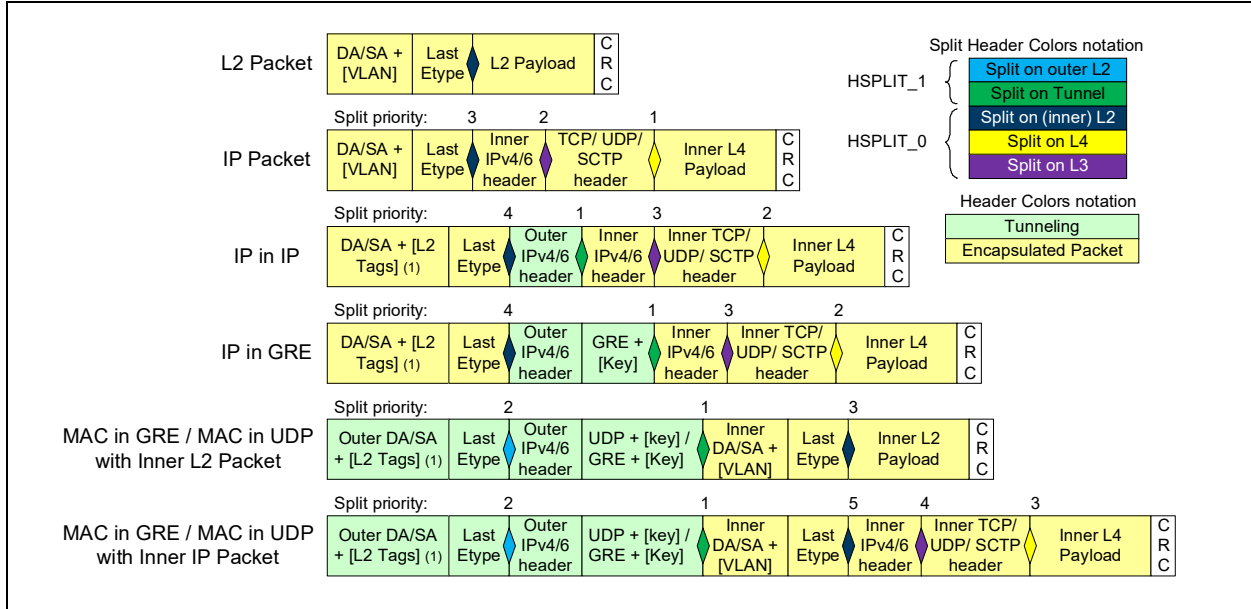 L2 Packet
DA/SA +
[VLAN]
Last
Etype
L2 Payload
C
R
C
Split Header Colors notation
HSPLIT_1
Split on outer L2
Split on Tunnel
HSPLIT_0
Split on (inner) L2
Split on L4
Split on L3
Header Colors notation
Tunneling
Encapsulated Packet
Split priority:
3
2
1
IP Packet
DA/SA +
[VLAN]
Last
Etype
Inner
IPv4/6
header
TCP/ UDP/
SCTP
header
Inner L4
Payload
C
R
C
Split priority:
4
1
3
2
IP in IP
DA/SA + [L2
Tags] (1)
Last
Etype
Outer
IPv4/6
header
Inner
IPv4/6
header
Inner TCP/
UDP/ SCTP
header
Inner L4
Payload
C
R
C
Split priority:
4
1
3
2
IP in GRE
DA/SA + [L2
Tags] (1)
Last
Etype
Outer
IPv4/6
header
GRE +
[Key]
Inner
IPv4/6
header
Inner TCP/
UDP/ SCTP
header
Inner L4
Payload
C
R
C
Split priority:
2
1
3
MAC in GRE / MAC in UDP
with Inner L2 Packet
Outer DA/SA
+ [L2 Tags] (1)
Last
Etype
Outer
IPv4/6
header
UDP + [key] /
GRE + [Key]
Inner
DA/SA +
[VLAN]
Last
Etype
Inner L2
Payload
C
R
C
Split priority:
2
1
5
4
3
MAC in GRE / MAC in UDP
with Inner IP Packet
Outer DA/SA
+ [L2 Tags] (1)
Last
Etype
Outer
IPv4/6
header
UDP + [key] /
GRE + [Key]
Inner
DA/SA +
[VLAN]
Last
Etype
Inner
IPv4/6
header
Inner TCP/
UDP/ SCTP
header
Inner L4
Payload
C
R
C